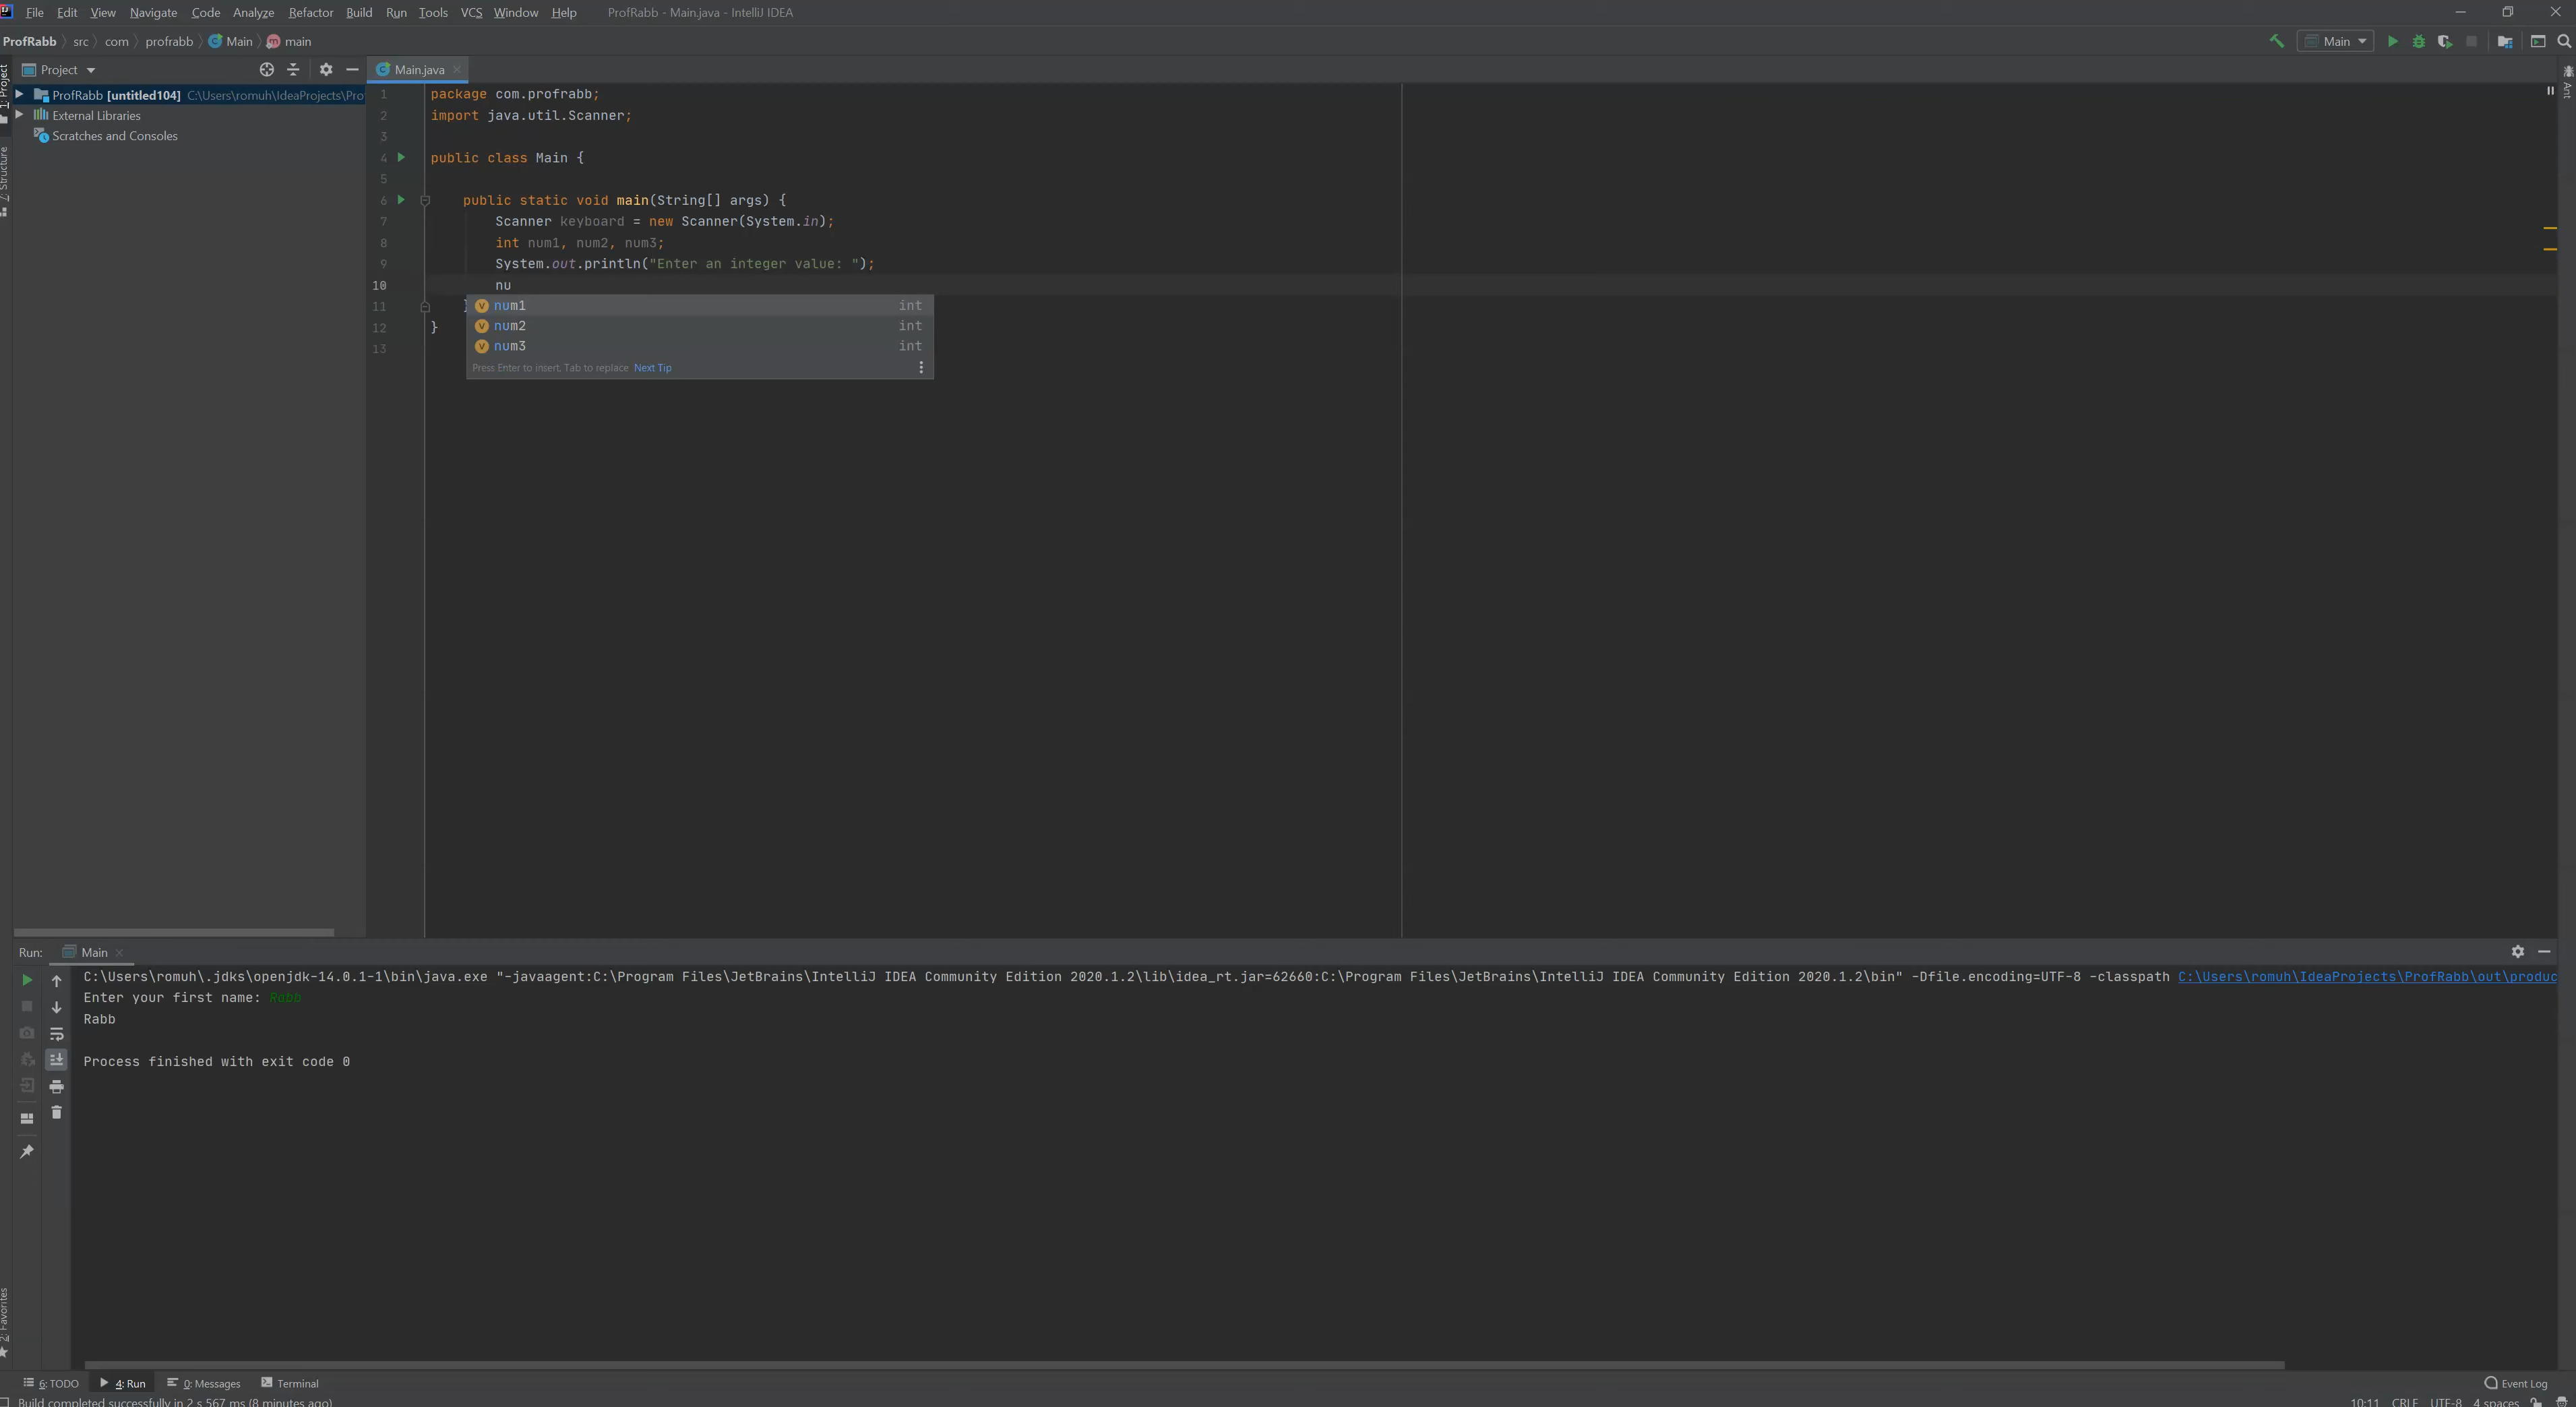 File Edit View Navigate Code Analyze Refactor Build Run Tools VCS Window Help ProfRabb - Main.java - IntelliJ IDEA
ProfRabb src com profrabb Main main Main
Project Main.java
1: Project
ProfRabb [untitled104] C:\Users\romuh\IdeaProjects\Pro
External Libraries
Scratches and Consoles
7: Structure
Ant
1 package com.profrabb;
2 import java.util.Scanner;
3
4 public class Main {
5
6 public static void main(String[] args) {
7 Scanner keyboard = new Scanner(System.in);
8 int num1, num2, num3;
9 System.out.println("Enter an integer value: ");
10 nu
11 }
12 }
13
num1 int
num2 int
num3 int
Press Enter to insert, Tab to replace Next Tip
Run: Main
C:\Users\romuh\.jdks\openjdk-14.0.1-1\bin\java.exe "-javaagent:C:\Program Files\JetBrains\IntelliJ IDEA Community Edition 2020.1.2\lib\idea_rt.jar=62660:C:\Program Files\JetBrains\IntelliJ IDEA Community Edition 2020.1.2\bin" -Dfile.encoding=UTF-8 -classpath C:\Users\romuh\IdeaProjects\ProfRabb\out\produc
Enter your first name: Rabb
Rabb
Process finished with exit code 0
2: Favorites
6: TODO 4: Run 0: Messages Terminal Event Log
Build completed successfully in 2 s 567 ms (8 minutes ago) 10:11 CRLF UTF-8 4 spaces